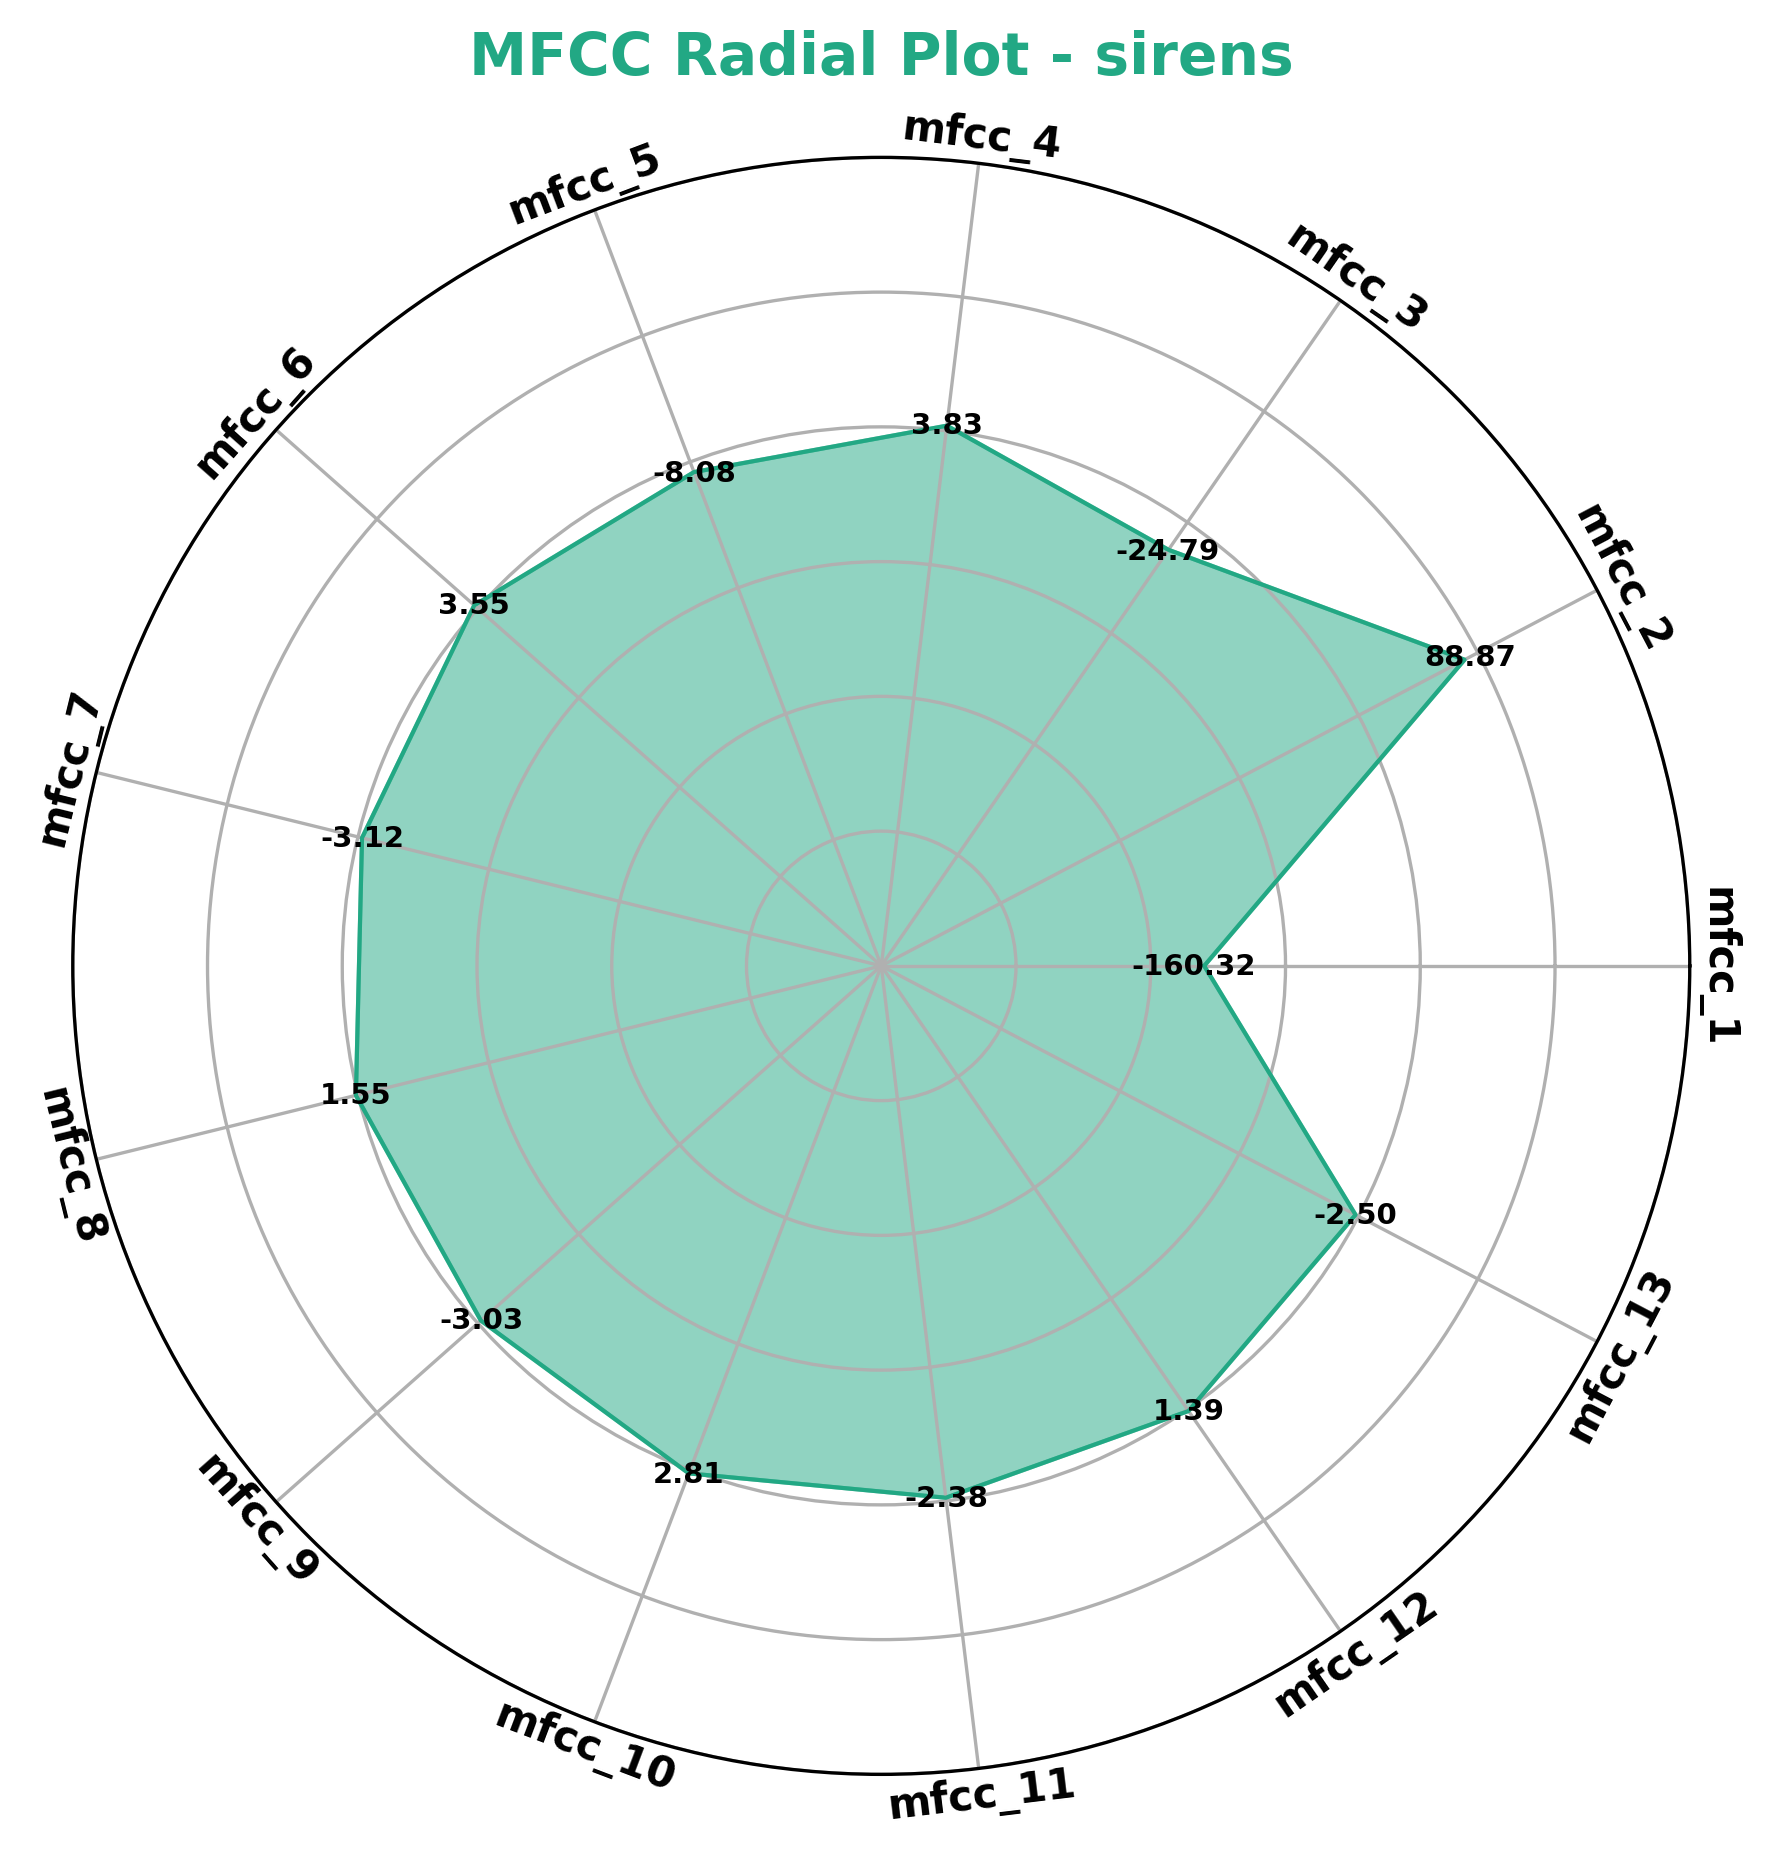 MFCC Radial Plot - sirens
mfcc_4
mfcc_5
mfcc_3
mfcc_6
3.83
-8.08
-24.79
mfcc_2
3.55
88.87
mfcc_7
-3.12
mfcc_1
-160.32
1.55
mfcc_8
-2.50
-3.03
mfcc_13
1.39
2.81
-2.38
mfcc_9
mfcc_12
mfcc_10
mfcc_11